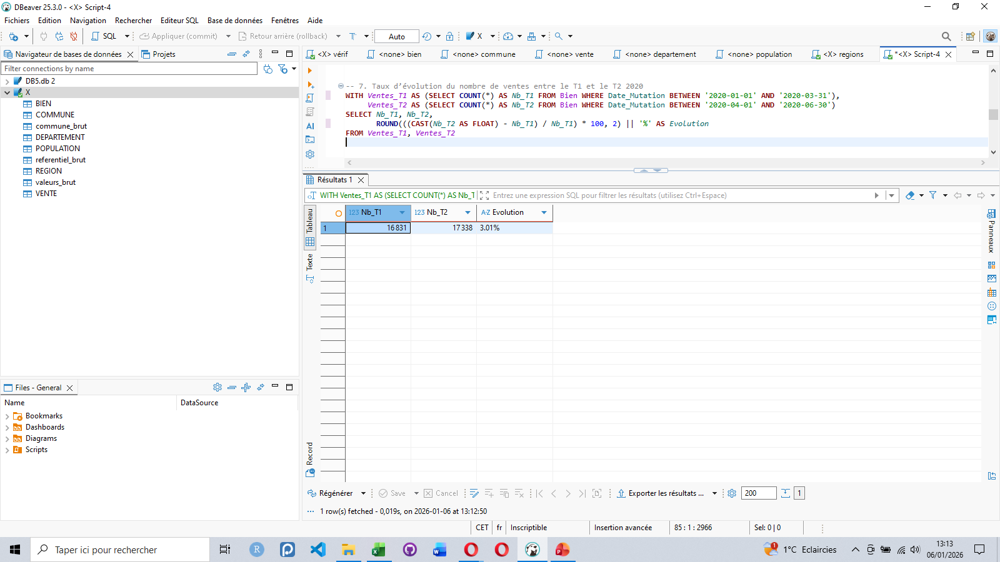 DBeaver 25.3.0 - <X> Script-4
Fichiers Edition Navigation Rechercher Editeur SQL Base de données Fenêtres Aide
SQL Appliquer (commit) Retour arrière (rollback) T Auto X
Navigateur de bases de données Projets
<X> vérif <none> bien <none> commune <none> vente <none> departement <none> population <X> regions *<X> Script-4
Filter connections by name
DB5.db 2
X
BIEN
COMMUNE
commune_brut
DEPARTEMENT
POPULATION
referentiel_brut
REGION
valeurs_brut
VENTE
AI
-- 7. Taux d’évolution du nombre de ventes entre le T1 et le T2 2020
WITH Ventes_T1 AS (SELECT COUNT(*) AS Nb_T1 FROM Bien WHERE Date_Mutation BETWEEN '2020-01-01' AND '2020-03-31'),
Ventes_T2 AS (SELECT COUNT(*) AS Nb_T2 FROM Bien WHERE Date_Mutation BETWEEN '2020-04-01' AND '2020-06-30')
SELECT Nb_T1, Nb_T2,
ROUND(((CAST(Nb_T2 AS FLOAT) - Nb_T1) / Nb_T1) * 100, 2) || '%' AS Evolution
FROM Ventes_T1, Ventes_T2
Résultats 1
WITH Ventes_T1 AS (SELECT COUNT(*) AS Nb_T Entrez une expression SQL pour filtrer les résultats (utilisez Ctrl+Espace)
Tableau
Texte
Record
123 Nb_T1 123 Nb_T2 A-Z Evolution
1 16 831 17 338 3.01%
Panneaux
Files - General
Name DataSource
Bookmarks
Dashboards
Diagrams
Scripts
Régénérer Save Cancel Exporter les résultats ... 200 1
1 row(s) fetched - 0,019s, on 2026-01-06 at 13:12:50
CET fr Inscriptible Insertion avancée 85 : 1 : 2966 Sel: 0 | 0
Taper ici pour rechercher
1 1°C Eclaircies
13:13
06/01/2026